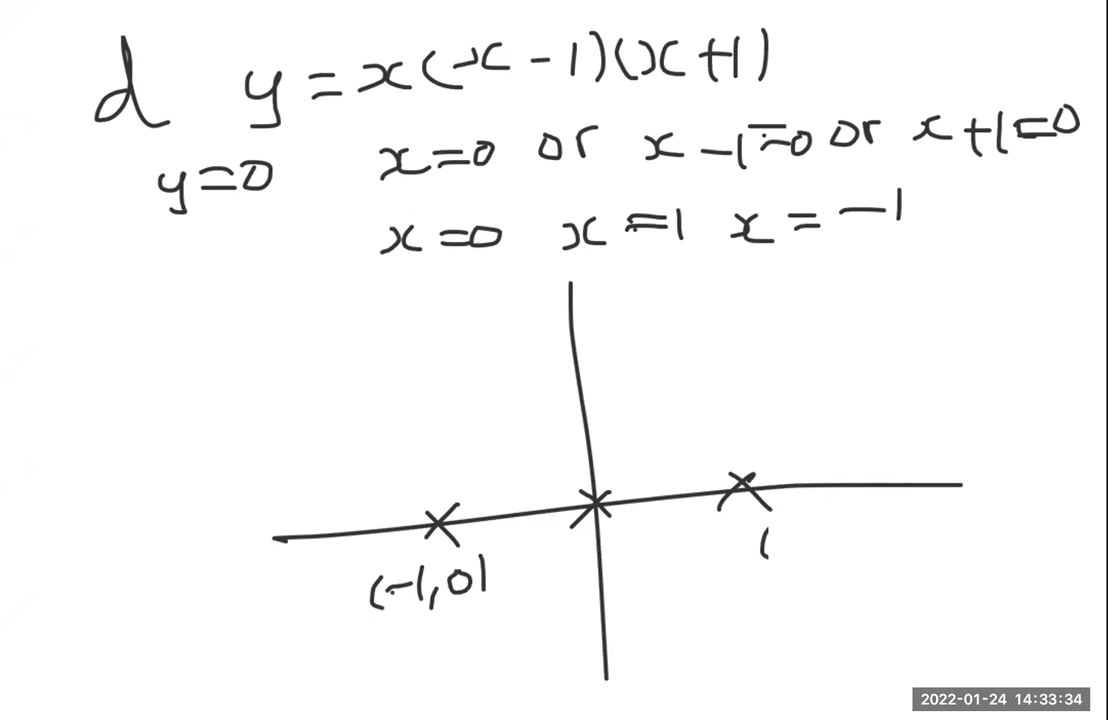 d y = x(x - 1)(x + 1)
y = 0 x = 0 or x - 1 = 0 or x + 1 = 0
x = 0 x = 1 x = -1
(-1, 0)
(
2022-01-24 14:33:34